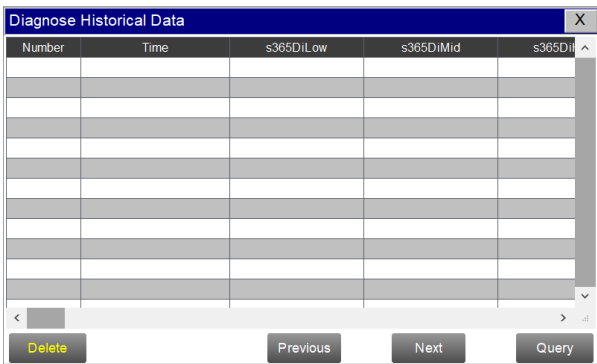 Diagnose Historical Data X
Number Time s365DiLow s365DiMid
Delete Previous Next Query